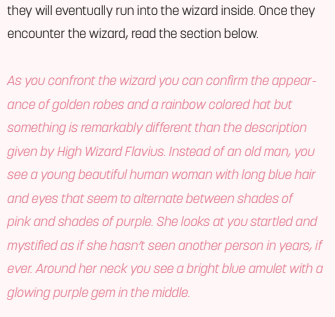 they will eventually run into the wizard inside. Once they
encounter the wizard, read the section below.
As you confront the wizard you can confirm the appear-
ance of golden robes and a rainbow colored hat but
something is remarkably different than the description
given by High Wizard Flavius. Instead of an old man, you
see a young beautiful human woman with long blue hair
and eyes that seem to alternate between shades of
pink and shades of purple. She looks at you startled and
mystified as if she hasn't seen another person in years, if
ever. Around her neck you see a bright blue amulet with a
glowing purple gem in the middle.